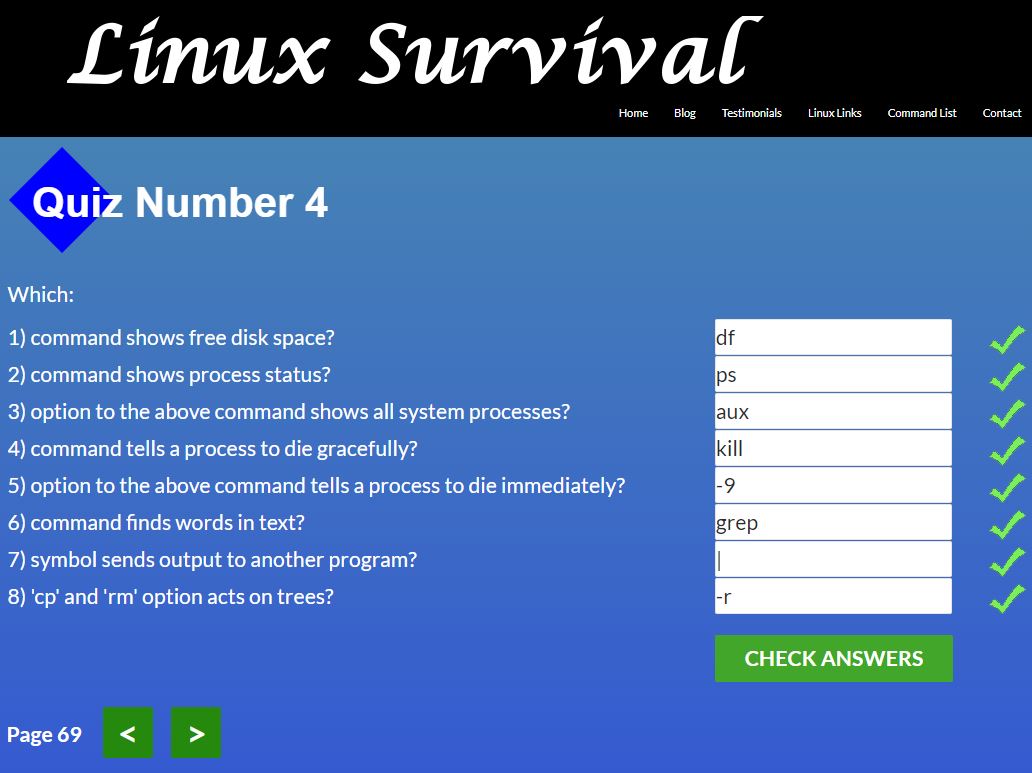 Linux Survival
Home Blog Testimonials Linux Links Command List Contact
Quiz Number 4
Which:
1) command shows free disk space? df
2) command shows process status? ps
3) option to the above command shows all system processes? aux
4) command tells a process to die gracefully? kill
5) option to the above command tells a process to die immediately? -9
6) command finds words in text? grep
7) symbol sends output to another program? |
8) 'cp' and 'rm' option acts on trees? -r
CHECK ANSWERS
Page 69 < >